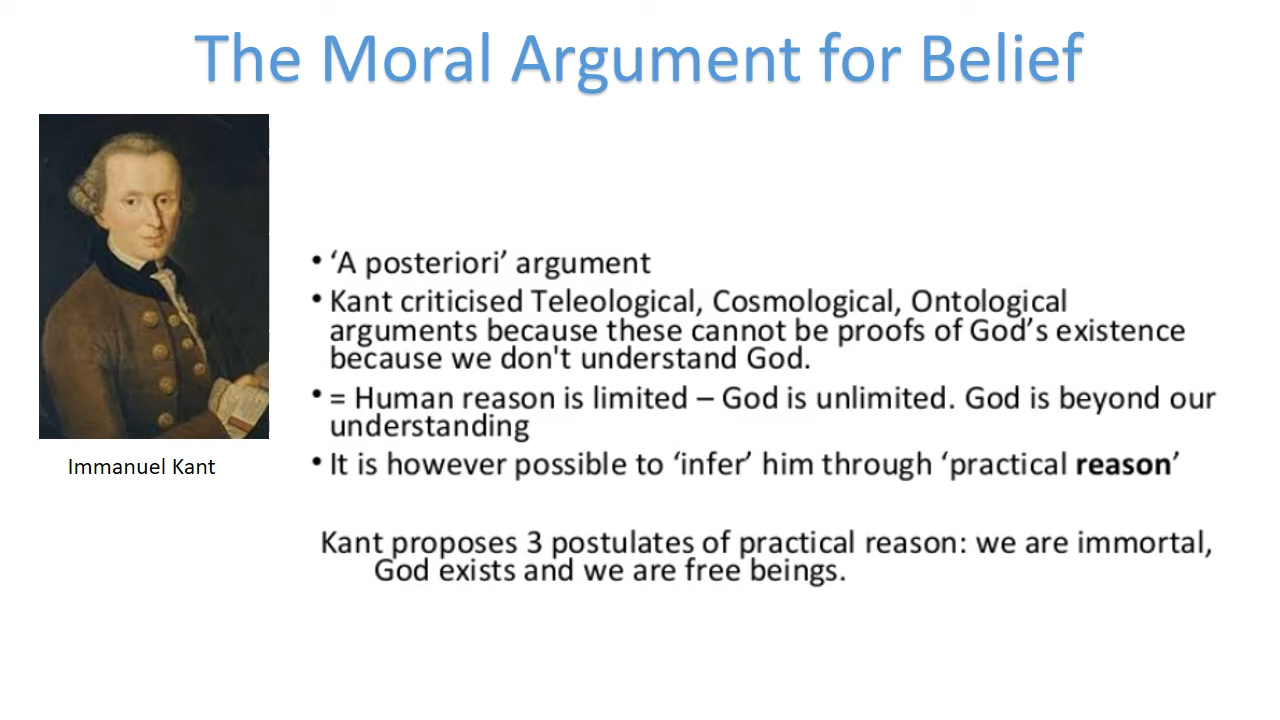 The Moral Argument for Belief
• ‘A posteriori’ argument
• Kant criticised Teleological, Cosmological, Ontological
arguments because these cannot be proofs of God’s existence
because we don't understand God.
• = Human reason is limited – God is unlimited. God is beyond our
understanding
• It is however possible to ‘infer’ him through ‘practical reason’
Immanuel Kant
Kant proposes 3 postulates of practical reason: we are immortal,
God exists and we are free beings.